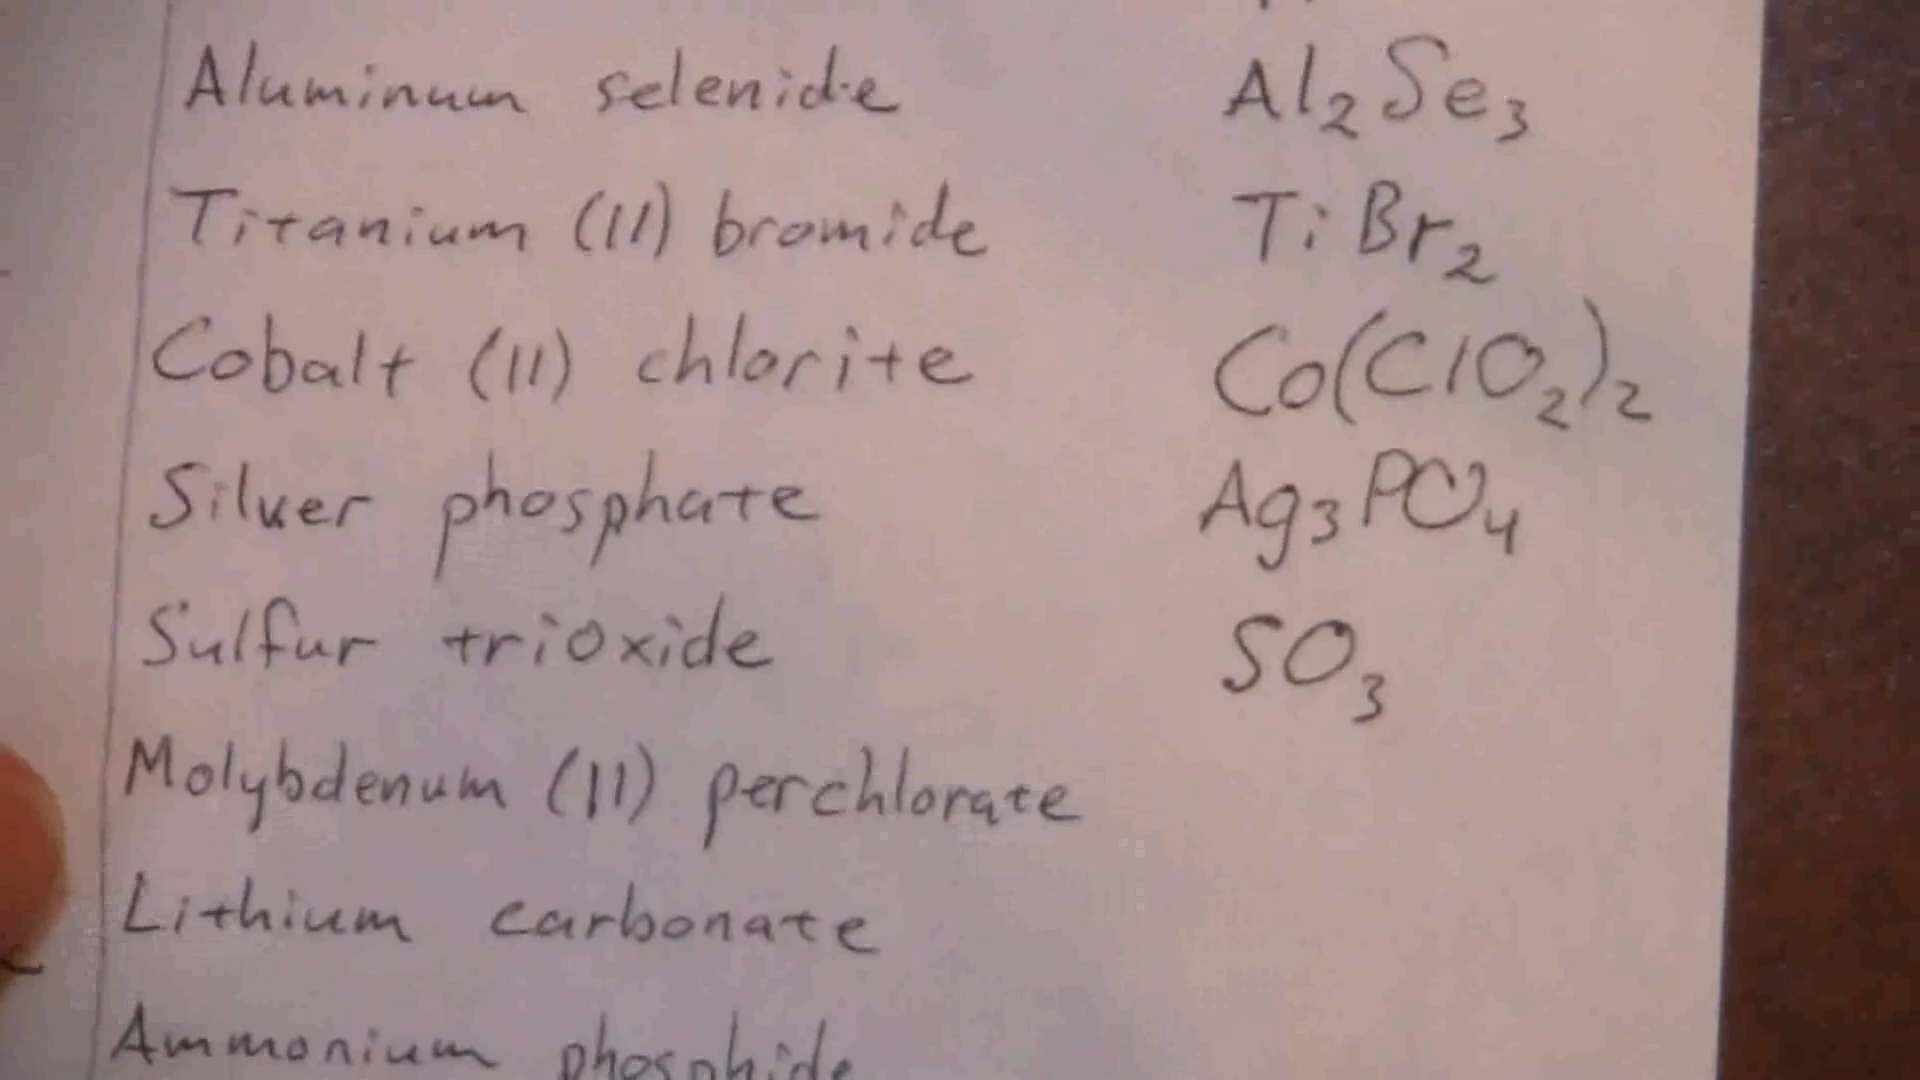 Aluminum selenide Al₂Se₃
Titanium (II) bromide TiBr₂
Cobalt (II) chlorite Co(ClO₂)₂
Silver phosphate Ag₃PO₄
Sulfur trioxide SO₃
Molybdenum (II) perchlorate
Lithium carbonate
Ammonium phosphide